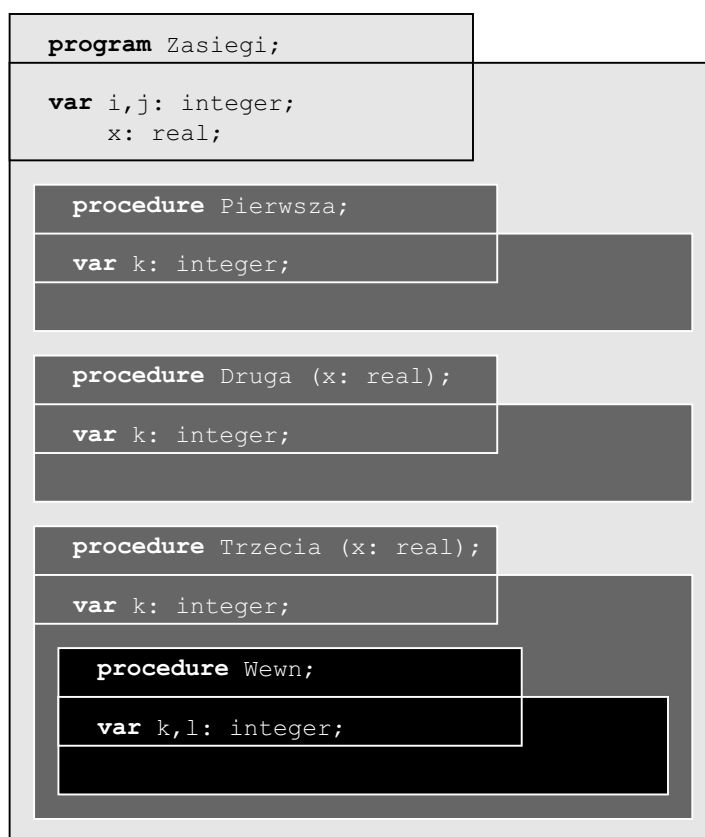 program Zasiegi;
var i,j: integer;
x: real;
procedure Pierwsza;
var k: integer;
procedure Druga (x: real);
var k: integer;
procedure Trzecia (x: real);
var k: integer;
procedure Wewn;
var k,l: integer;